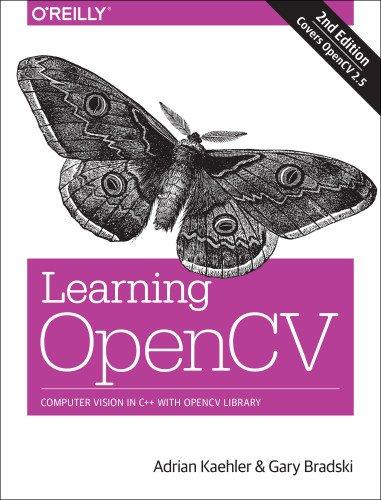 O'REILLY®
2nd Edition
Covers OpenCV 2.5
Learning
OpenCV
COMPUTER VISION IN C++ WITH OPENCV LIBRARY
Adrian Kaehler & Gary Bradski